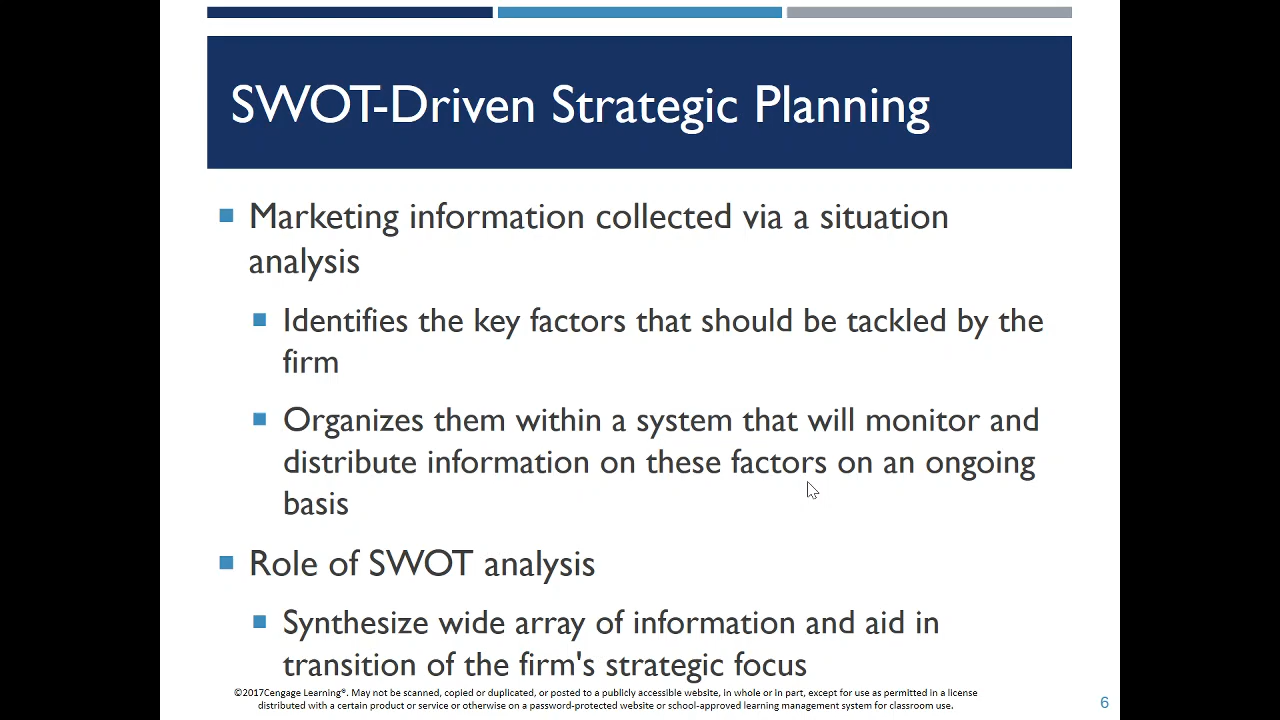 SWOT-Driven Strategic Planning
Marketing information collected via a situation
analysis
Identifies the key factors that should be tackled by the
firm
Organizes them within a system that will monitor and
distribute information on these factors on an ongoing
basis
Role of SWOT analysis
Synthesize wide array of information and aid in
transition of the firm's strategic focus
©2017Cengage Learning®. May not be scanned, copied or duplicated, or posted to a publicly accessible website, in whole or in part, except for use as permitted in a license
distributed with a certain product or service or otherwise on a password-protected website or school-approved learning management system for classroom use.
6